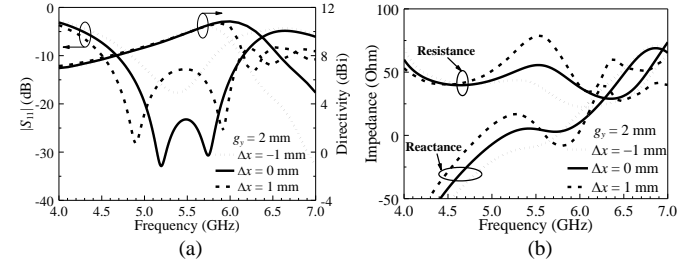 0
-10
-20
-30
-40
|S₁₁| (dB)
12
8
4
0
-4
Directivity (dBi)
gᵧ = 2 mm
Δx = −1 mm
Δx = 0 mm
Δx = 1 mm
4.0 4.5 5.0 5.5 6.0 6.5 7.0
Frequency (GHz)
(a)
100
50
0
-50
Impedance (Ohm)
Resistance
Reactance
gᵧ = 2 mm
Δx = −1 mm
Δx = 0 mm
Δx = 1 mm
4.0 4.5 5.0 5.5 6.0 6.5 7.0
Frequency (GHz)
(b)